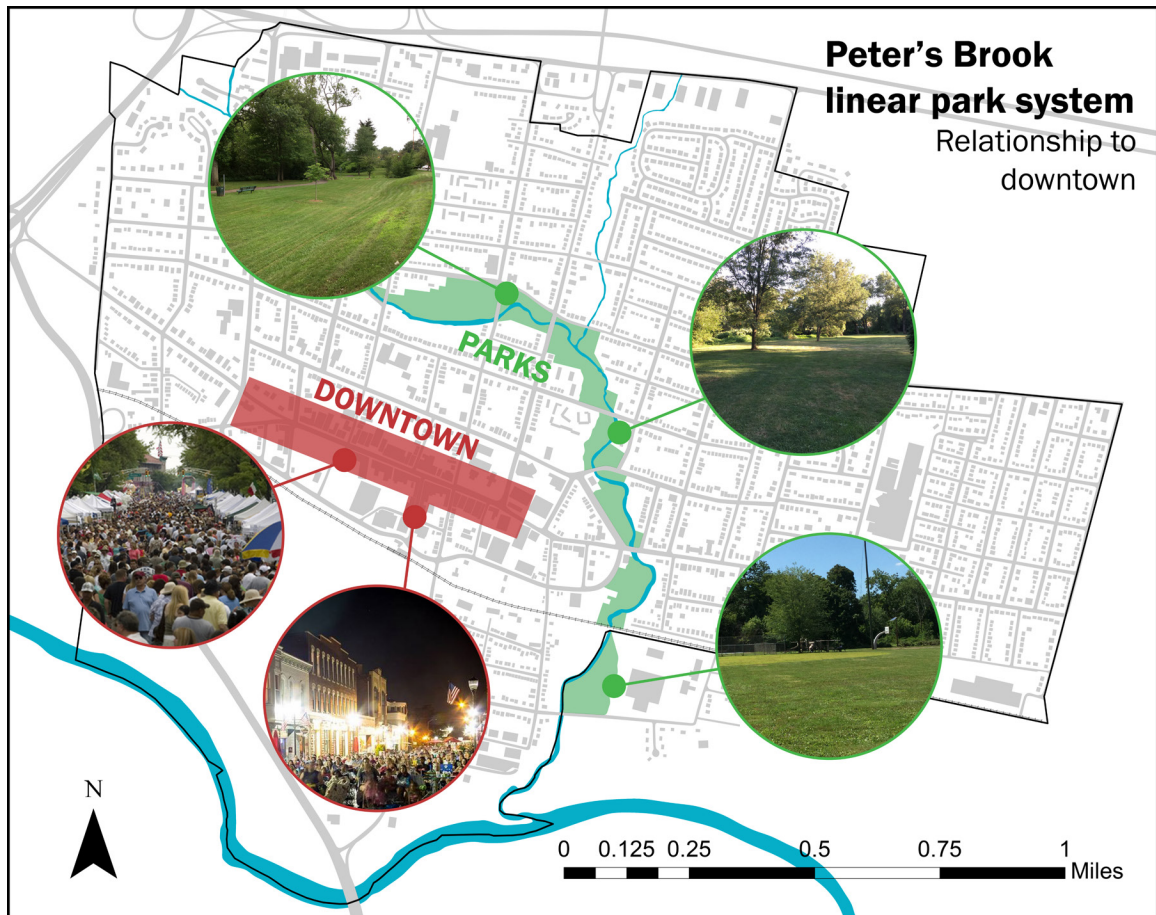 Peter's Brook
linear park system
Relationship to
downtown
PARKS
DOWNTOWN
N
0 0.125 0.25 0.5 0.75 1
Miles